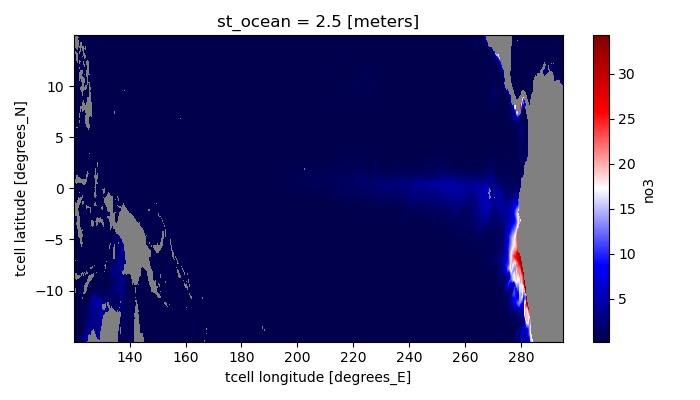 st_ocean = 2.5 [meters]
10
5
0
−5
−10
tcell latitude [degrees_N]
140 160 180 200 220 240 260 280
tcell longitude [degrees_E]
30
25
20
15
10
5
no3